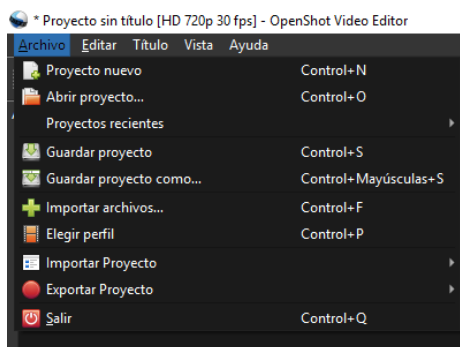 * Proyecto sin título [HD 720p 30 fps] - OpenShot Video Editor
Archivo Editar Título Vista Ayuda
Proyecto nuevo Control+N
Abrir proyecto... Control+O
Proyectos recientes
Guardar proyecto Control+S
Guardar proyecto como... Control+Mayúsculas+S
Importar archivos... Control+F
Elegir perfil Control+P
Importar Proyecto
Exportar Proyecto
Salir Control+Q